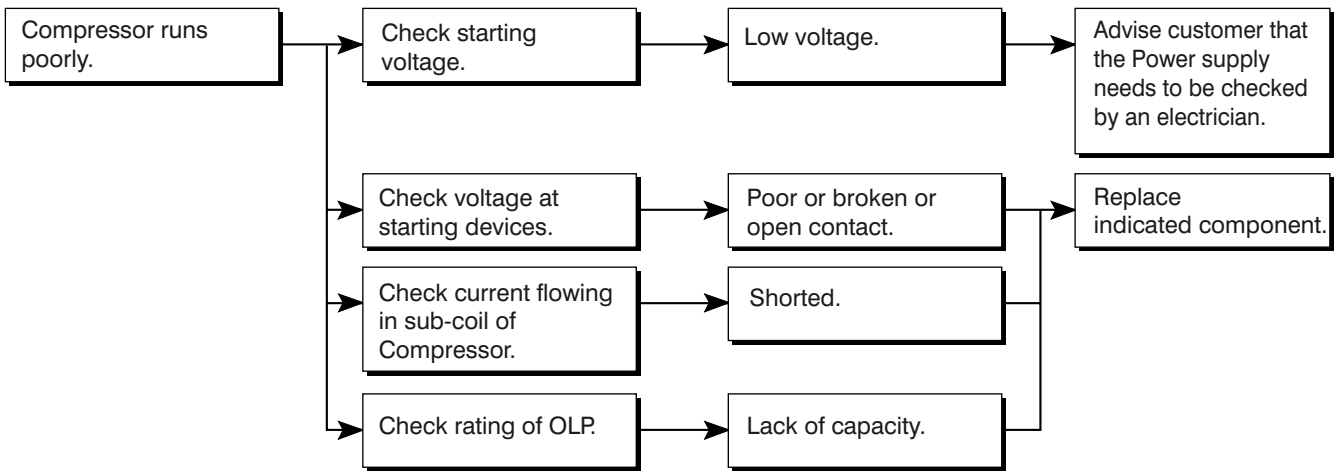 Compressor runs
poorly.
Check starting
voltage.
Low voltage.
Advise customer that
the Power supply
needs to be checked
by an electrician.
Check voltage at
starting devices.
Poor or broken or
open contact.
Replace
indicated component.
Check current flowing
in sub-coil of
Compressor.
Shorted.
Check rating of OLP.
Lack of capacity.